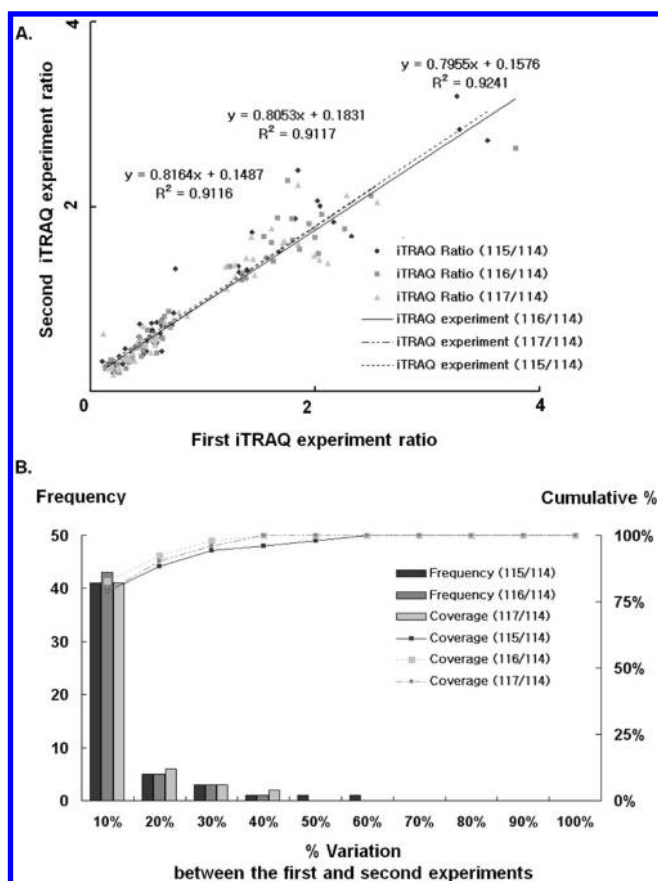 A.
4
y = 0.7955x + 0.1576
R² = 0.9241
y = 0.8053x + 0.1831
R² = 0.9117
y = 0.8164x + 0.1487
R² = 0.9116
2
Second iTRAQ experiment ratio
iTRAQ Ratio (115/114)
iTRAQ Ratio (116/114)
iTRAQ Ratio (117/114)
iTRAQ experiment (116/114)
iTRAQ experiment (117/114)
iTRAQ experiment (115/114)
0 2 4
First iTRAQ experiment ratio
B.
Frequency Cumulative %
50 100%
40 75%
30 50%
20 25%
10 0%
0
Frequency (115/114)
Frequency (116/114)
Coverage (117/114)
Coverage (115/114)
Coverage (116/114)
Coverage (117/114)
10% 20% 30% 40% 50% 60% 70% 80% 90% 100%
% Variation
between the first and second experiments